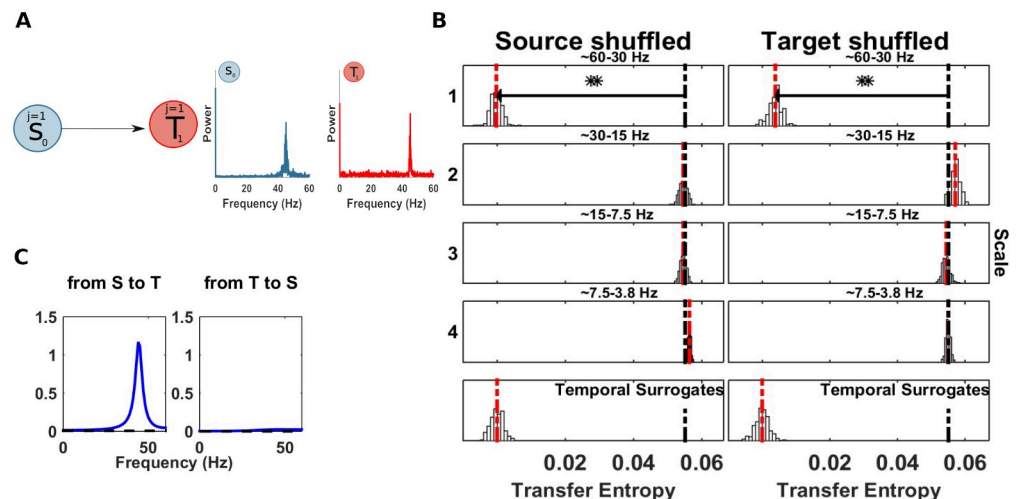 A
j=1
S0
j=1
T1
S0
Power
0 20 40 60
Frequency (Hz)
T1
Power
0 20 40 60
Frequency (Hz)
B
Source shuffled
Target shuffled
~60-30 Hz
~60-30 Hz
1
**
**
~30-15 Hz
~30-15 Hz
2
~15-7.5 Hz
~15-7.5 Hz
3
Scale
~7.5-3.8 Hz
~7.5-3.8 Hz
4
Temporal Surrogates
Temporal Surrogates
0.02 0.04 0.06
0.02 0.04 0.06
Transfer Entropy
Transfer Entropy
C
from S to T
from T to S
1.5
1
0.5
0
0 50
1.5
1
0.5
0
0 50
Frequency (Hz)